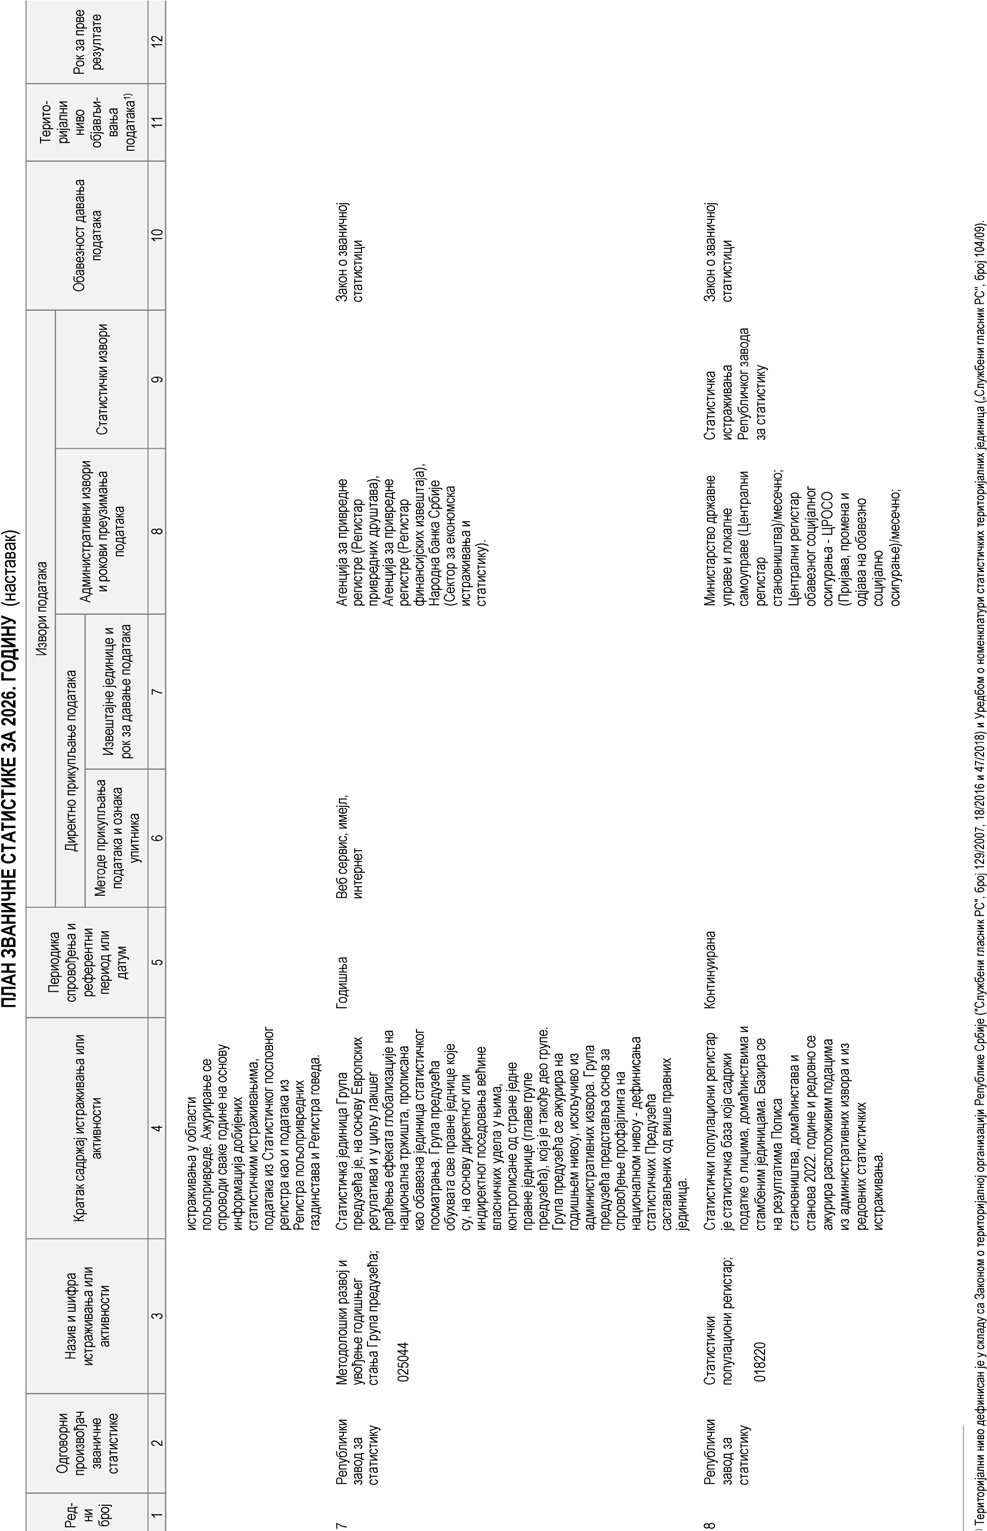 ПЛАН ЗВАНИЧНЕ СТАТИСТИКЕ ЗА 2026. ГОДИНУ (наставак)
Ред-
ни
број
Одговорни
произвођач
званичне
статистике
Назив и шифра
истраживања или
активности
Кратак садржај истраживања или
активности
Периодика
спровођења и
референтни
период или
датум
Извори података
Директно прикупљање података
Методе прикупљања
података и ознака
упитника
Извештајне јединице и
рок за давање података
Административни извори
и рокови преузимања
података
Статистички извори
Обавезност давања
података
Терито-
ријални
ниво
објављи-
вања
података1)
Рок за прве
резултате
1 2 3 4 5 6 7 8 9 10 11 12
истраживања у области
пољопривреде. Ажурирање се
спроводи сваке године на основу
информација добијених
статистичким истраживањима,
података из Статистичког пословног
регистра као и података из
Регистра пољопривредних
газдинстава и Регистра говеда.
7
Републички
завод за
статистику
Методолошки развој и
увођење годишњег
стања Група предузећа;
025044
Статистичка јединица Група
предузећа је, на основу Европских
регулатива и у циљу лакшег
праћења ефеката глобализације на
национална тржишта, прописана
као обавезна јединица статистичког
посматрања. Група предузећа
обухвата све правне једнице које
су, на основу директног или
индиректног поседовања већине
власничких удела у њима,
контролисане од стране једне
правне једнице (главе групе
предузећа), која је такође део групе.
Група предузећа се ажурира на
годишњем нивоу, искључиво из
административних извора. Група
предузећа представља основ за
спровођење профајлинга на
националном нивоу - дефинисања
статистичких Предузећа
састављених од више правних
јединица.
Годишња
Веб сервис, имејл,
интернет
Агенција за привредне
регистре (Регистар
привредних друштава),
Агенција за привредне
регистре (Регистар
финансијских извештаја),
Народна банка Србије
(Сектор за економска
истраживања и
статистику).
Закон о званичној
статистици
8
Републички
завод за
статистику
Статистички
популациони регистар;
018220
Статистички популациони регистар
је статистичка база која садржи
податке о лицима, домаћинствима и
стамбеним јединицама. Базира се
на резултатима Пописа
становништва, домаћинстава и
станова 2022. године и редовно се
ажурира расположивим подацима
из административних извора и из
редовних статистичких
истраживања.
Континуирана
Министарство државне
управе и локалне
самоуправе (Централни
регистар
становништва)/месечно;
Централни регистар
обавезног социјалног
осигурања - ЦРОСО
(Пријава, промена и
одјава на обавезно
социјално
осигурање)/месечно;
Статистичка
истраживања
Републичког завода
за статистику
Закон о званичној
статистици
) Територијални ниво дефинисан је у складу са Законом о територијалној организацији Републике Србије ("Службени гласник РС", број 129/2007, 18/2016 и 47/2018) и Уредбом о номенклатури статистичких територијалних јединица („Службени гласник РС", број 104/09).